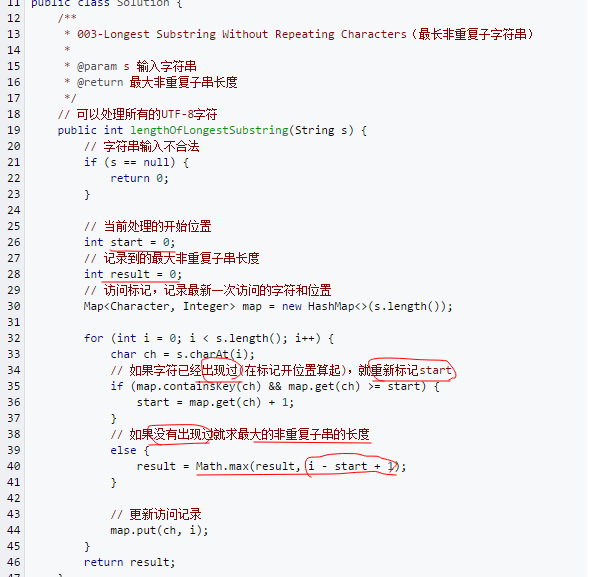 11 public class Solution {
12 /**
13 * 003-Longest Substring Without Repeating Characters（最长非重复子字符串）
14 *
15 * @param s 输入字符串
16 * @return 最大非重复子串长度
17 */
18 // 可以处理所有的UTF-8字符
19 public int lengthOfLongestSubstring(String s) {
20 // 字符串输入不合法
21 if (s == null) {
22 return 0;
23 }
24
25 // 当前处理的开始位置
26 int start = 0;
27 // 记录到的最大非重复子串长度
28 int result = 0;
29 // 访问标记，记录最新一次访问的字符和位置
30 Map<Character, Integer> map = new HashMap<>(s.length());
31
32 for (int i = 0; i < s.length(); i++) {
33 char ch = s.charAt(i);
34 // 如果字符已经出现过(在标记开位置算起)，就重新标记start
35 if (map.containsKey(ch) && map.get(ch) >= start) {
36 start = map.get(ch) + 1;
37 }
38 // 如果没有出现过就求最大的非重复子串的长度
39 else {
40 result = Math.max(result, i - start + 1);
41 }
42
43 // 更新访问记录
44 map.put(ch, i);
45 }
46 return result;